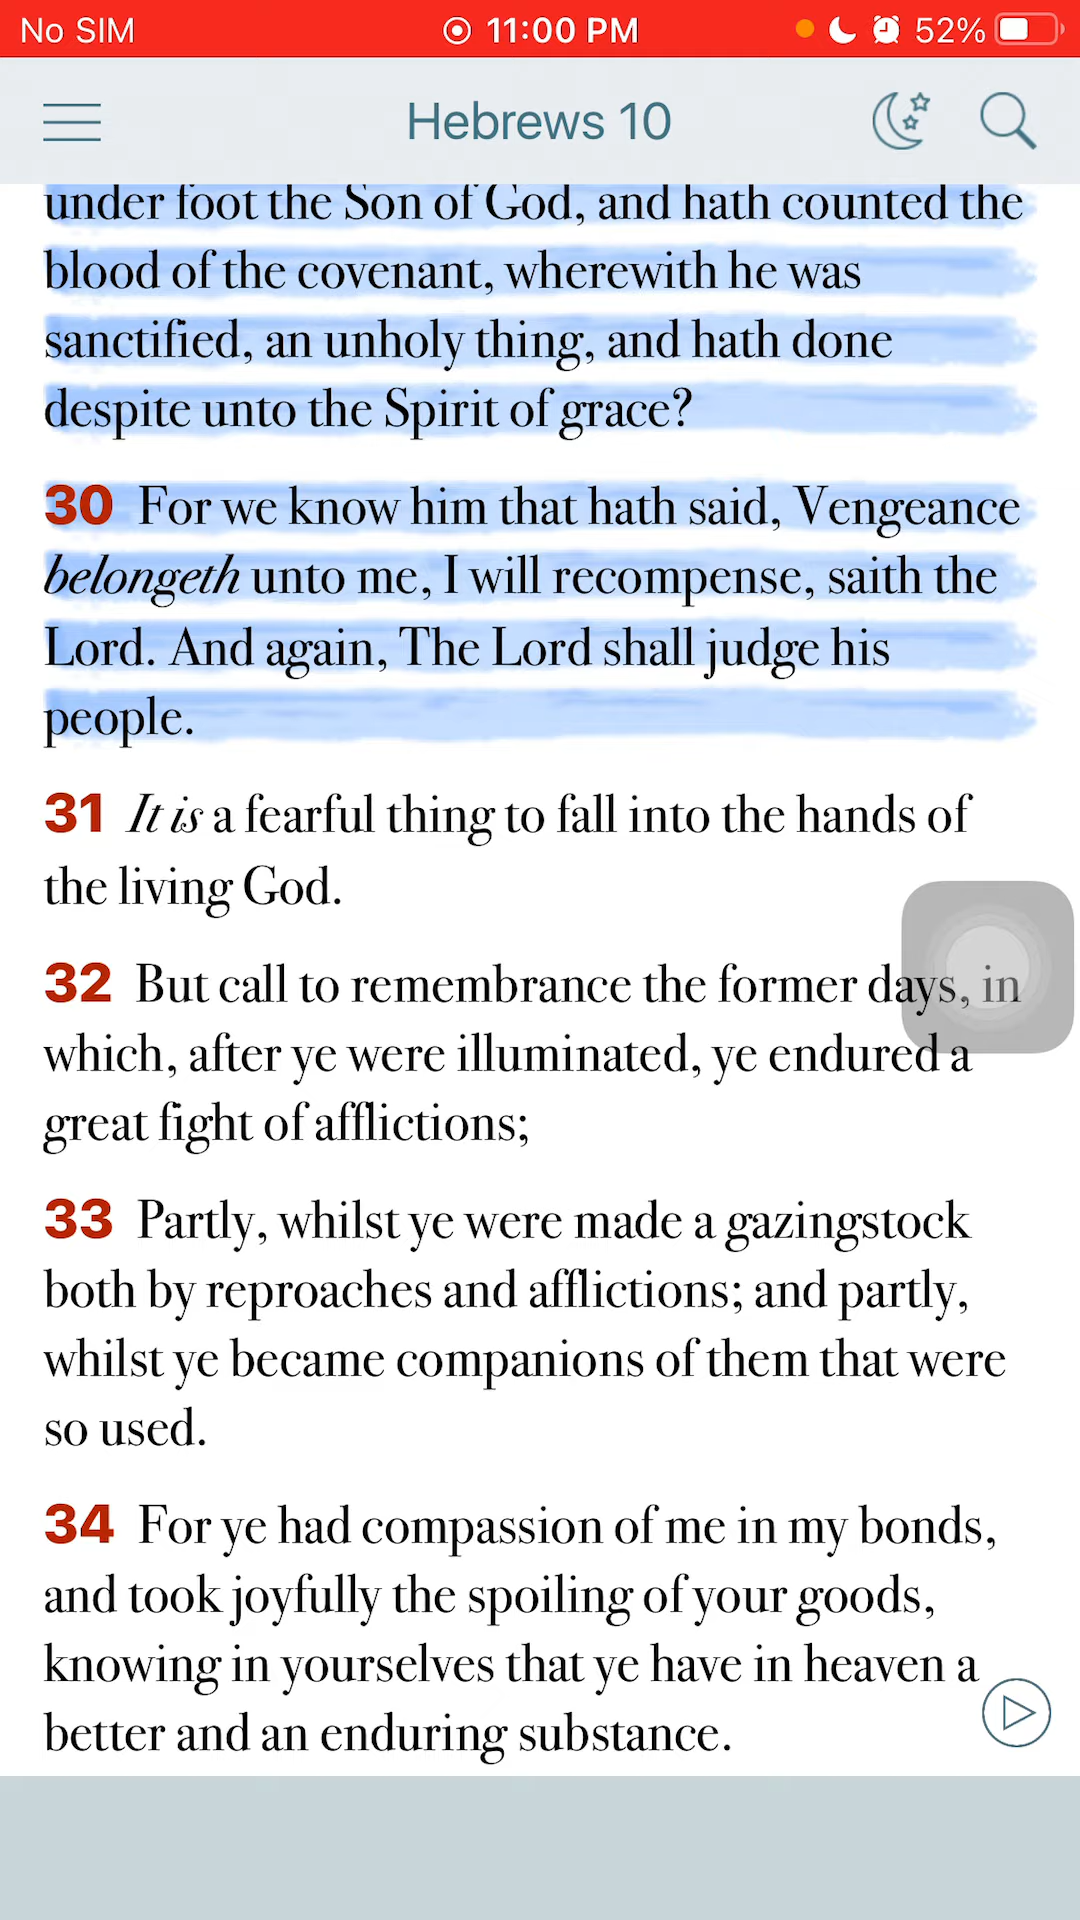 No SIM 11:00 PM 52%
Hebrews 10
under foot the Son of God, and hath counted the
blood of the covenant, wherewith he was
sanctified, an unholy thing, and hath done
despite unto the Spirit of grace?
30 For we know him that hath said, Vengeance
belongeth unto me, I will recompense, saith the
Lord. And again, The Lord shall judge his
people.
31 It is a fearful thing to fall into the hands of
the living God.
32 But call to remembrance the former days, in
which, after ye were illuminated, ye endured a
great fight of afflictions;
33 Partly, whilst ye were made a gazingstock
both by reproaches and afflictions; and partly,
whilst ye became companions of them that were
so used.
34 For ye had compassion of me in my bonds,
and took joyfully the spoiling of your goods,
knowing in yourselves that ye have in heaven a
better and an enduring substance.